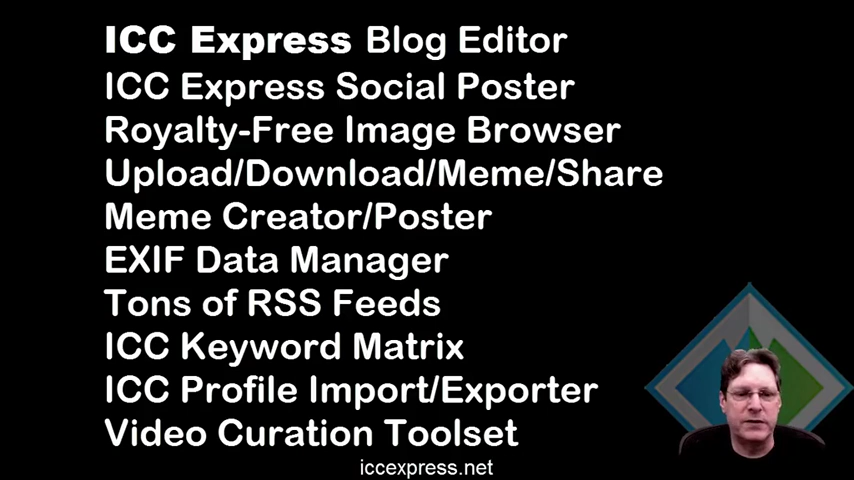 ICC Express Blog Editor
ICC Express Social Poster
Royalty-Free Image Browser
Upload/Download/Meme/Share
Meme Creator/Poster
EXIF Data Manager
Tons of RSS Feeds
ICC Keyword Matrix
ICC Profile Import/Exporter
Video Curation Toolset
iccexpress.net